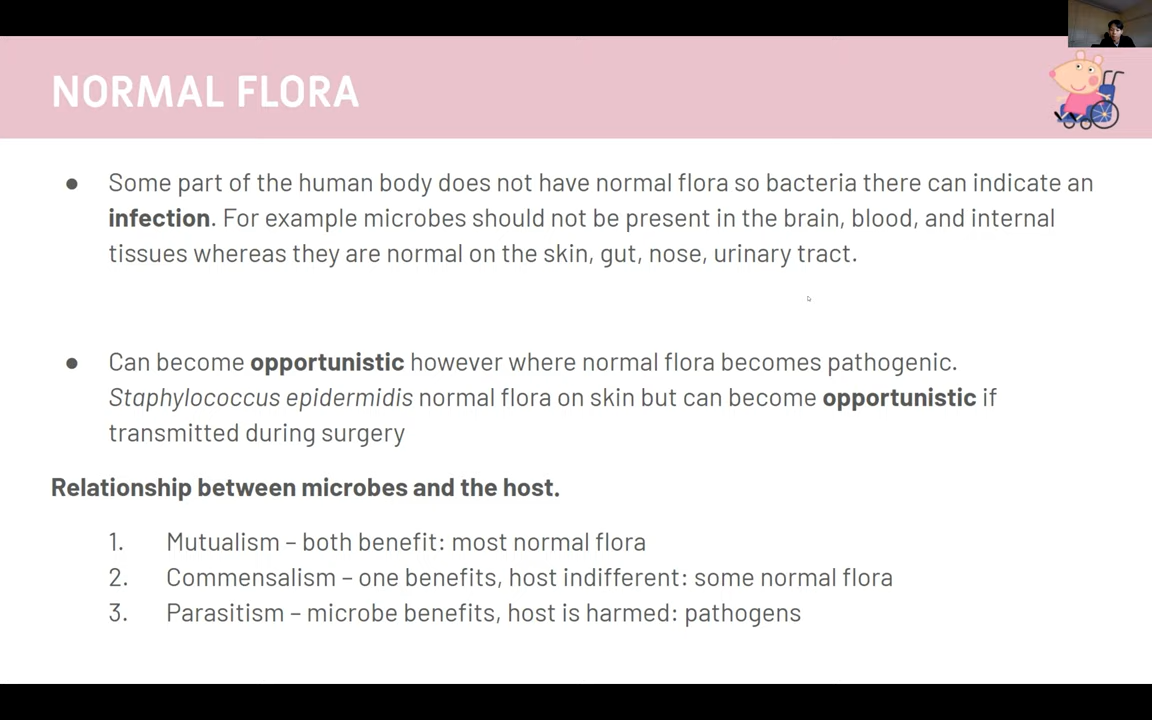 NORMAL FLORA
● Some part of the human body does not have normal flora so bacteria there can indicate an
infection. For example microbes should not be present in the brain, blood, and internal
tissues whereas they are normal on the skin, gut, nose, urinary tract.
● Can become opportunistic however where normal flora becomes pathogenic.
Staphylococcus epidermidis normal flora on skin but can become opportunistic if
transmitted during surgery
Relationship between microbes and the host.
1. Mutualism – both benefit: most normal flora
2. Commensalism – one benefits, host indifferent: some normal flora
3. Parasitism – microbe benefits, host is harmed: pathogens